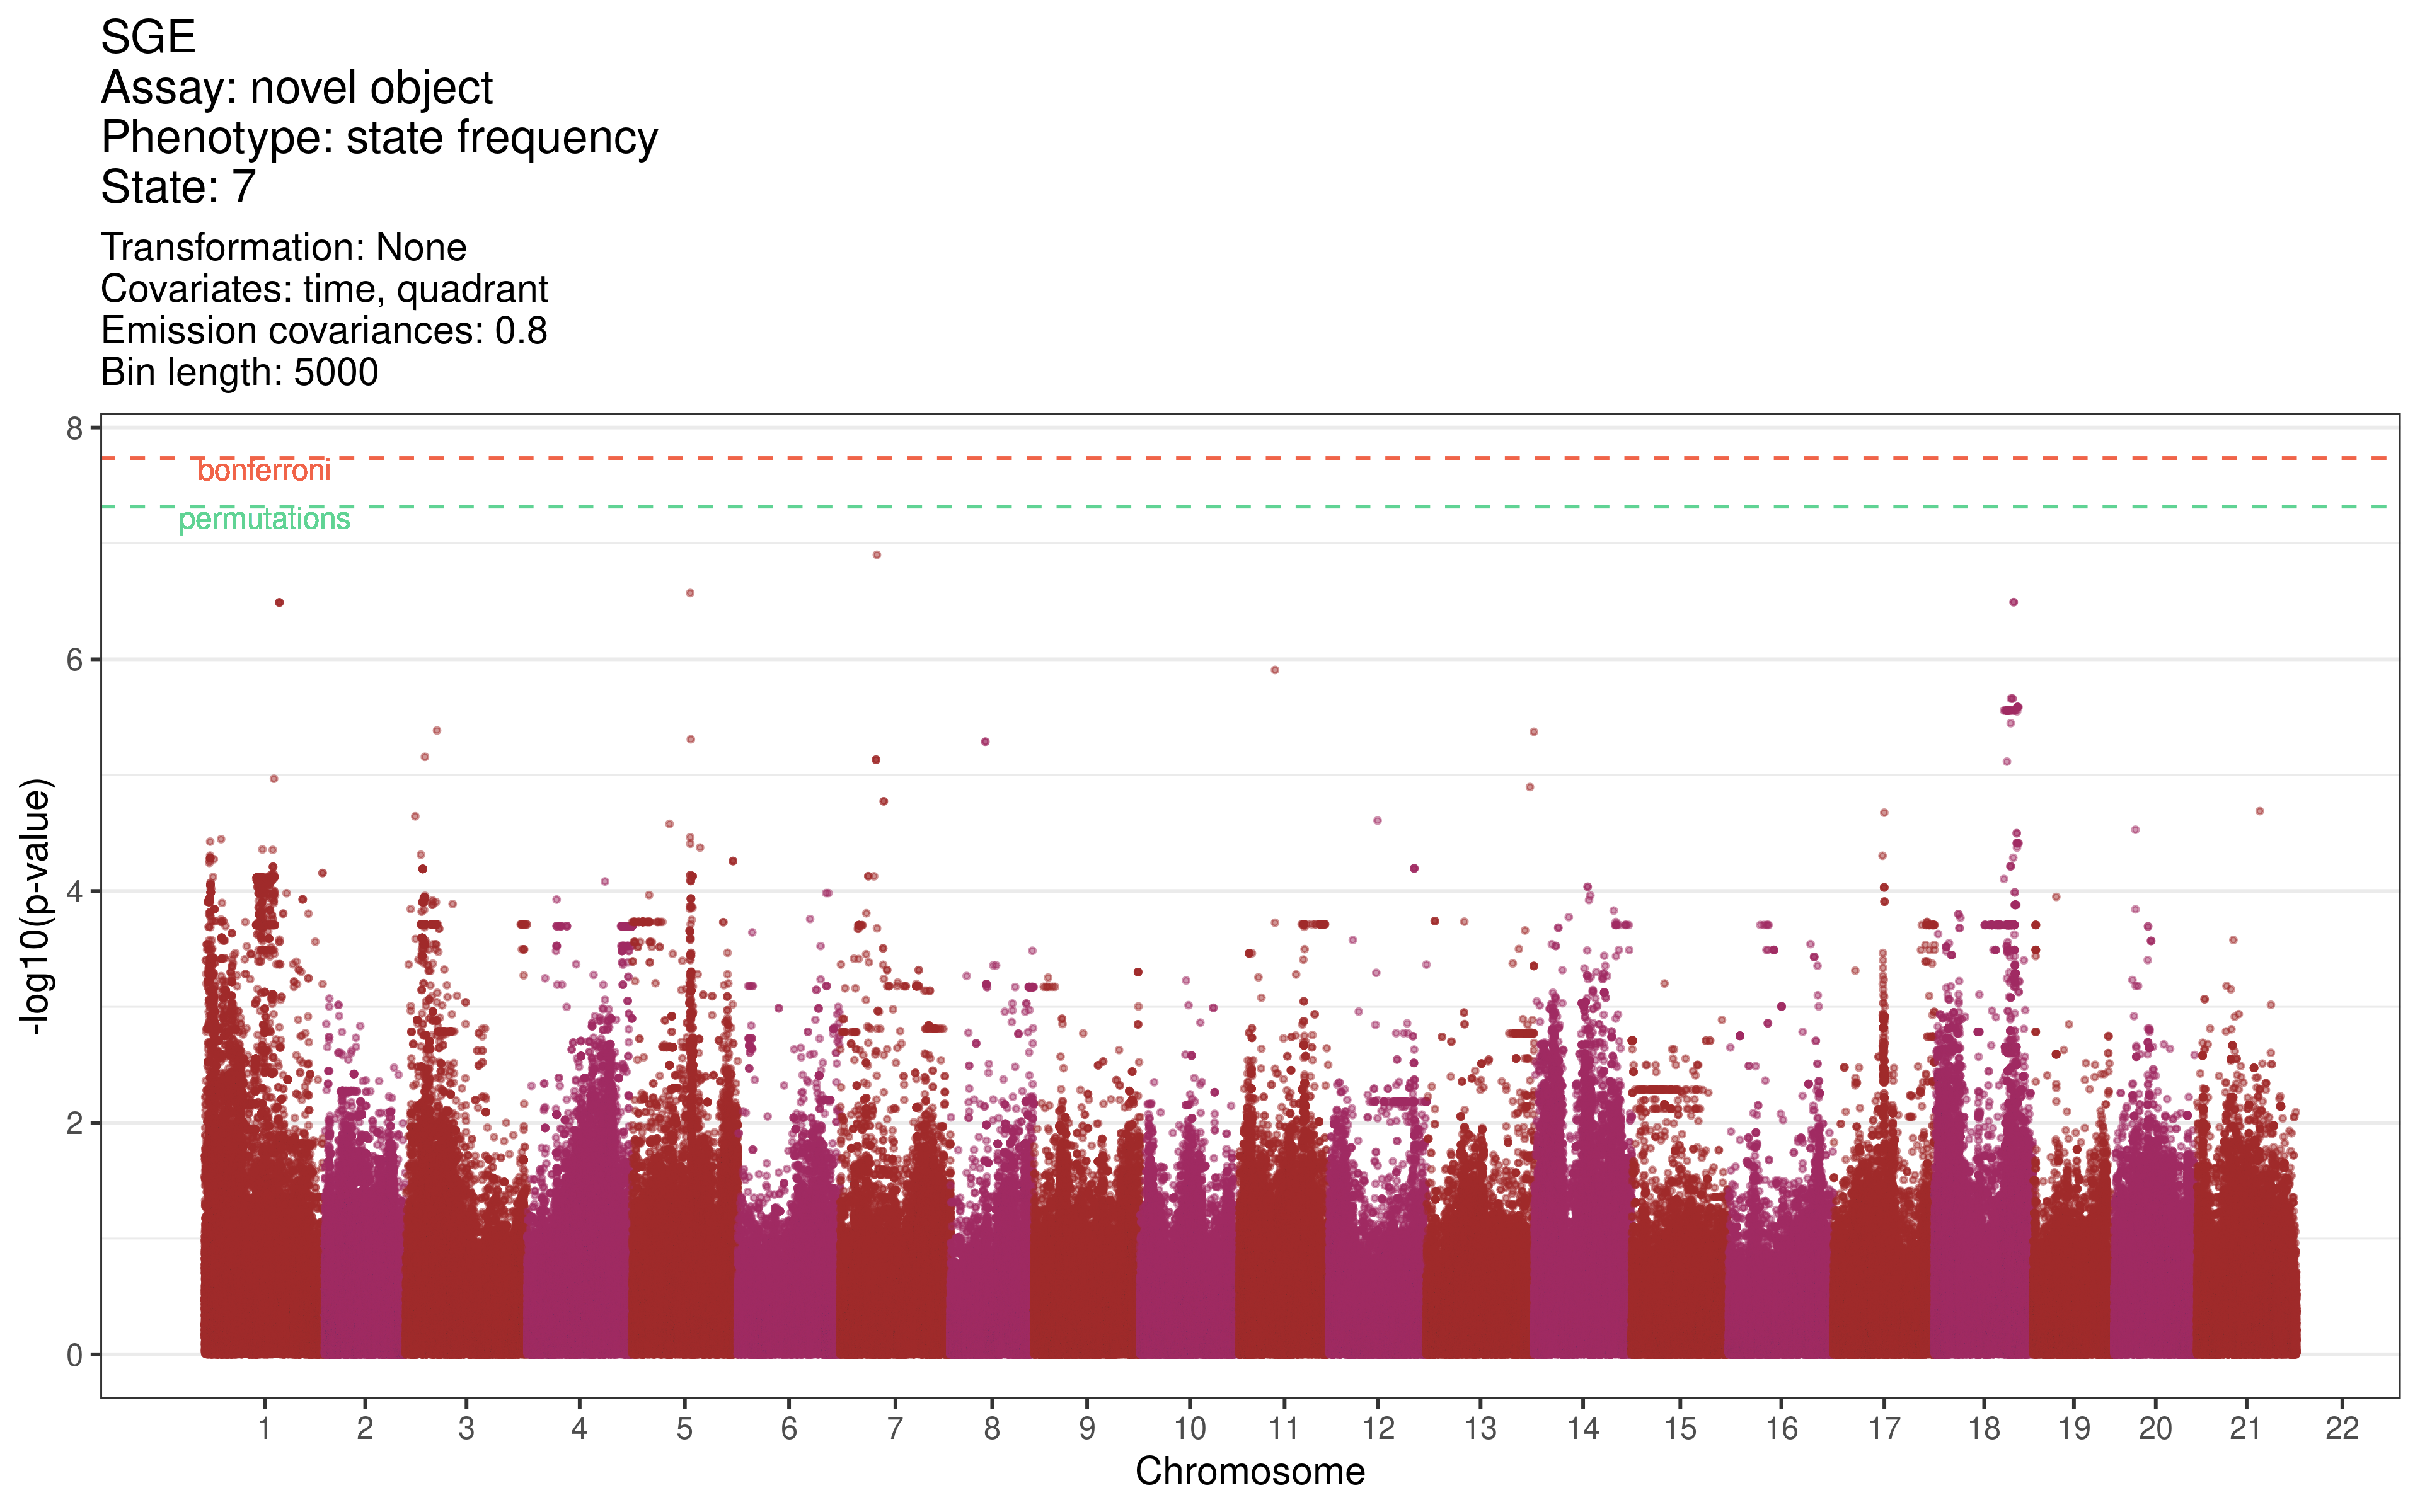 SGE
Assay: novel object
Phenotype: state frequency
State: 7
Transformation: None
Covariates: time, quadrant
Emission covariances: 0.8
Bin length: 5000
8
bonferroni
permutations
6
4
2
0
-log10(p-value)
1 2 3 4 5 6 7 8 9 10 11 12 13 14 15 16 17 18 19 20 21 22
Chromosome